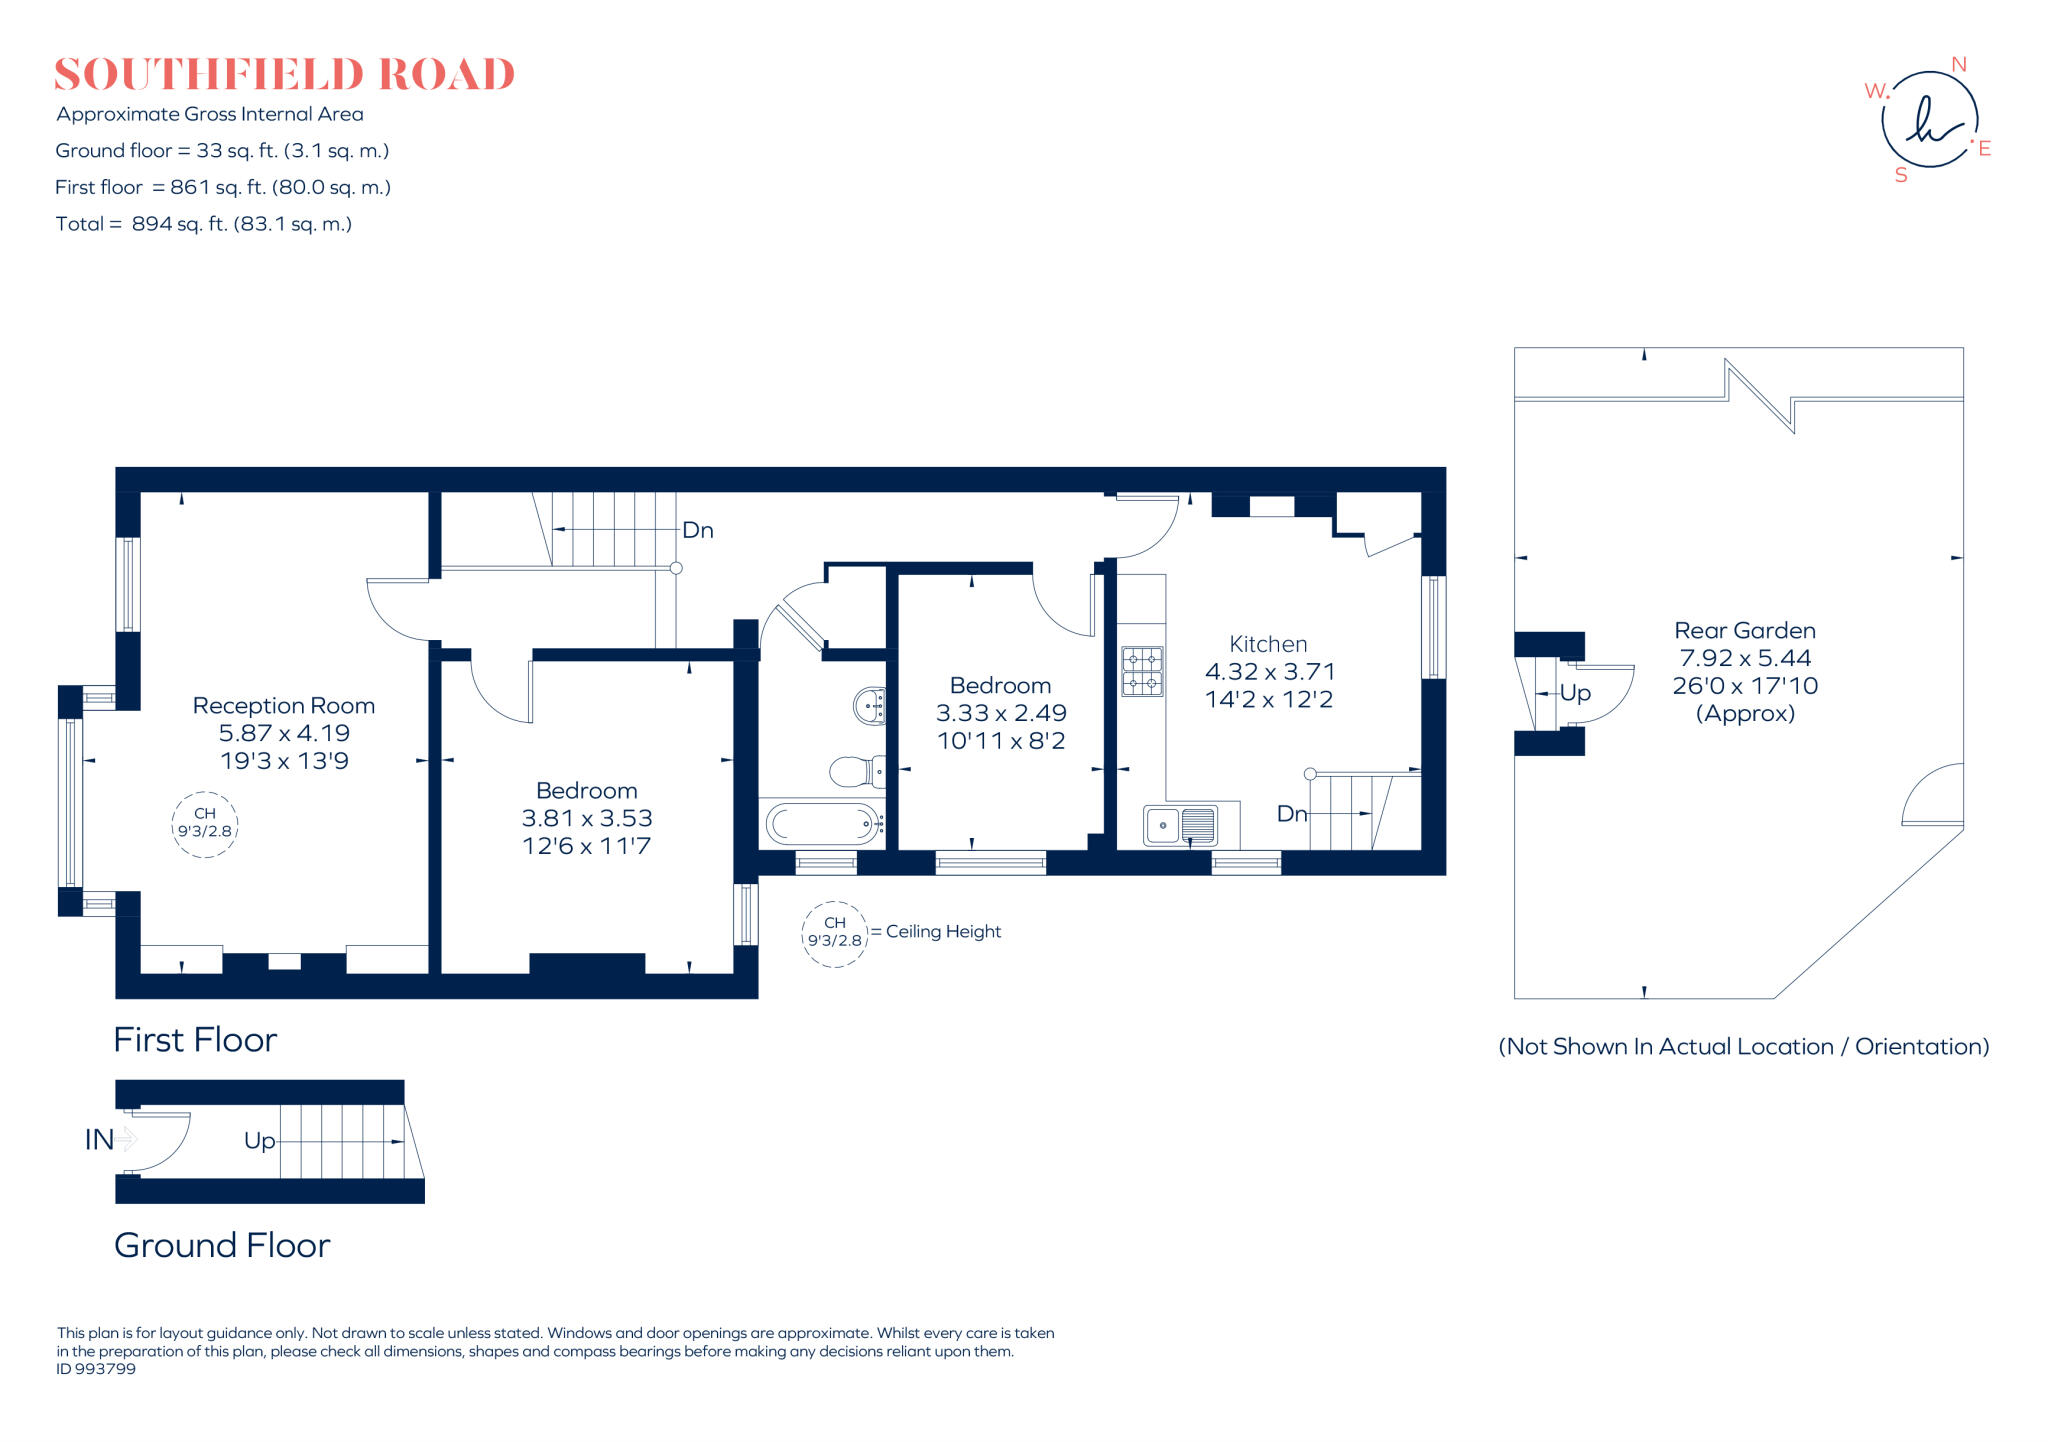 SOUTHFIELD ROAD
Approximate Gross Internal Area
Ground floor = 33 sq. ft. (3.1 sq. m.)
First floor = 861 sq. ft. (80.0 sq. m.)
Total = 894 sq. ft. (83.1 sq. m.)
N
W.
E
S
Dn
Reception Room
5.87 x 4.19
19'3 x 13'9
CH
9'3/2.8
Bedroom
3.81 x 3.53
12'6 x 11'7
Bedroom
3.33 x 2.49
10'11 x 8'2
Kitchen
4.32 x 3.71
14'2 x 12'2
Dn
CH
9'3/2.8
= Ceiling Height
Rear Garden
7.92 x 5.44
26'0 x 17'10
(Approx)
Up
(Not Shown In Actual Location / Orientation)
First Floor
IN
Up
Ground Floor
This plan is for layout guidance only. Not drawn to scale unless stated. Windows and door openings are approximate. Whilst every care is taken
in the preparation of this plan, please check all dimensions, shapes and compass bearings before making any decisions reliant upon them.
ID 993799